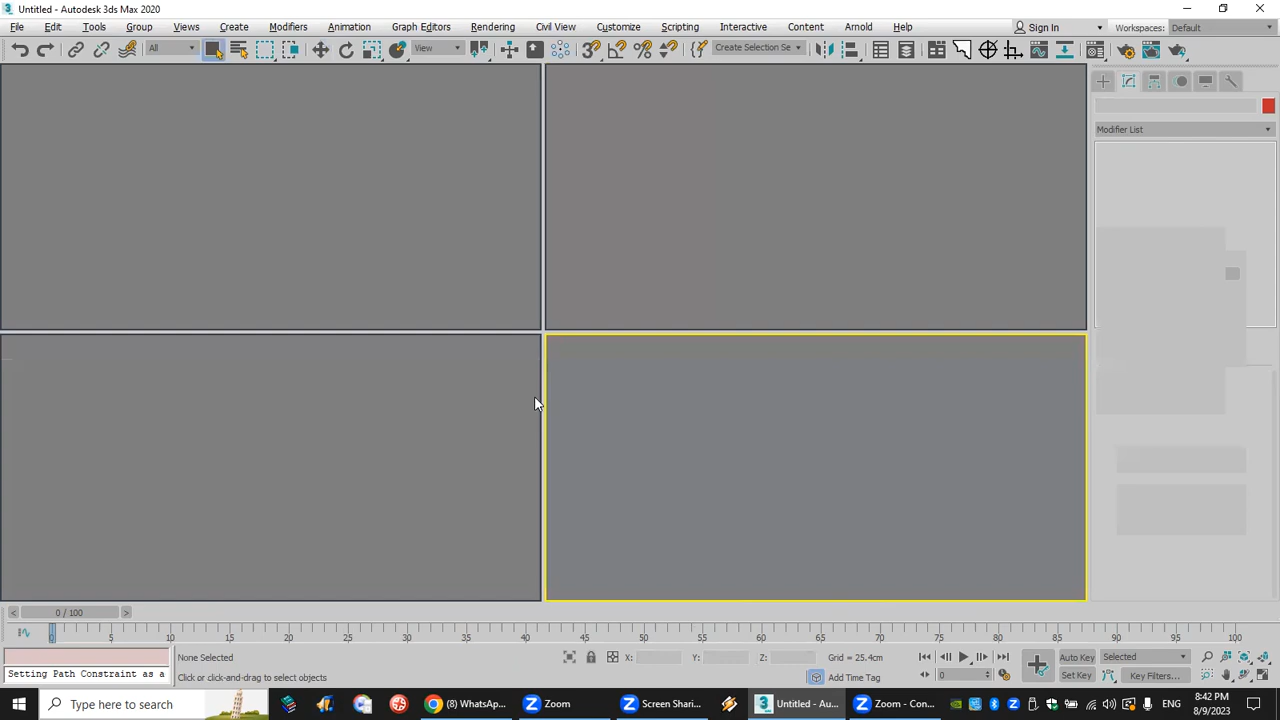 Untitled - Autodesk 3ds Max 2020
File Edit Tools Group Views Create Modifiers Animation Graph Editors Rendering Civil View Customize Scripting Interactive Content Arnold Help Sign In Workspaces: Default
All View Create Selection Se
Modifier List
0 / 100
0 5 10 15 20 25 30 35 40 45 50 55 60 65 70 75 80 85 90 95 100
None Selected X: Y: Z: Grid = 25.4cm Auto Key Selected
Setting Path Constraint as a Click or click-and-drag to select objects Add Time Tag 0 Set Key Key Filters...
Type here to search (8) WhatsAp... Zoom Screen Shari... Untitled - Au... Zoom - Con... ENG 8:42 PM
8/9/2023